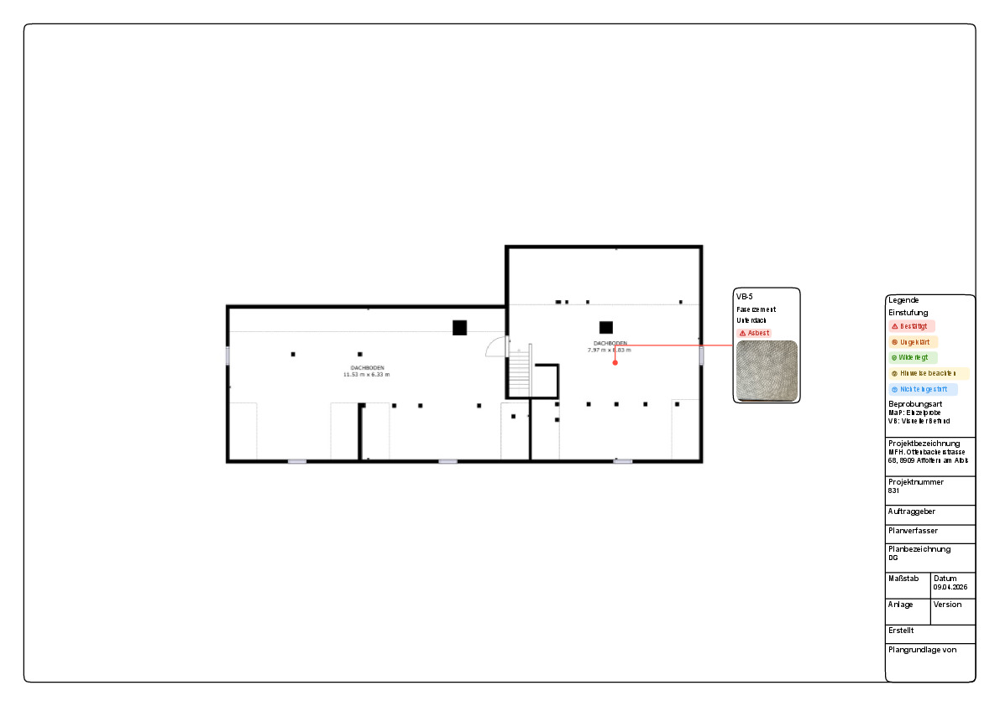 DACHBODEN
7.97 m x 8.83 m
DACHBODEN
11.53 m x 6.33 m
VB-5
Faserzement
Unterdach
Asbest
Legende
Einstufung
Bestätigt
Ungeklärt
Widerlegt
Hinweise beachten
Nicht eingestuft
Beprobungsart
MaP: Einzelprobe
VB: Visueller Befund
Projektbezeichnung
MFH. Ottenbacherstrasse
68, 8909 Affoltern am Albis
Projektnummer
831
Auftraggeber
Planverfasser
Planbezeichnung
DG
Maßstab
Datum
09.04.2026
Anlage
Version
Erstellt
Plangrundlage von